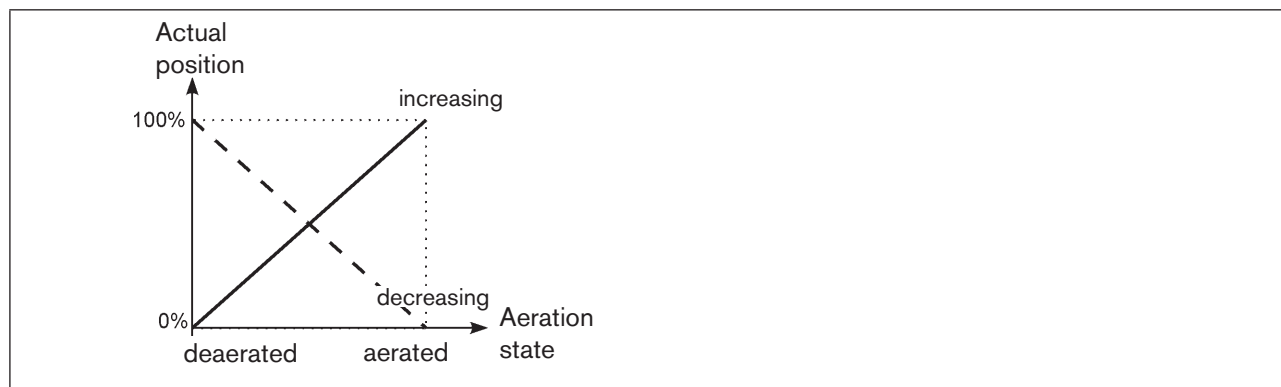 Actual
position
increasing
100%
decreasing
0%
Aeration
state
deaerated
aerated